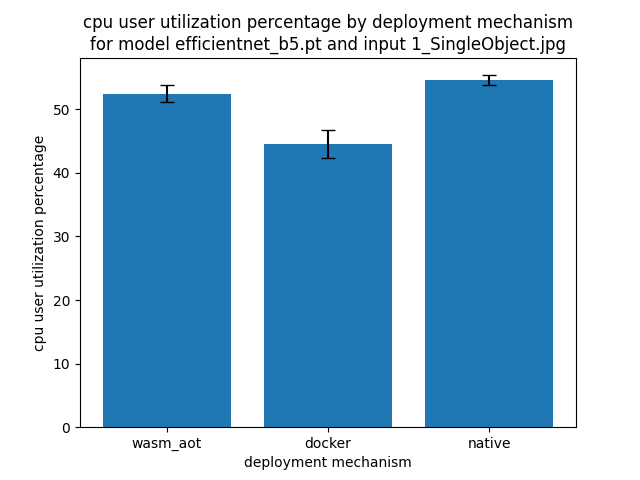 cpu user utilization percentage by deployment mechanism
for model efficientnet_b5.pt and input 1_SingleObject.jpg
cpu user utilization percentage
50
40
30
20
10
0
wasm_aot
docker
native
deployment mechanism